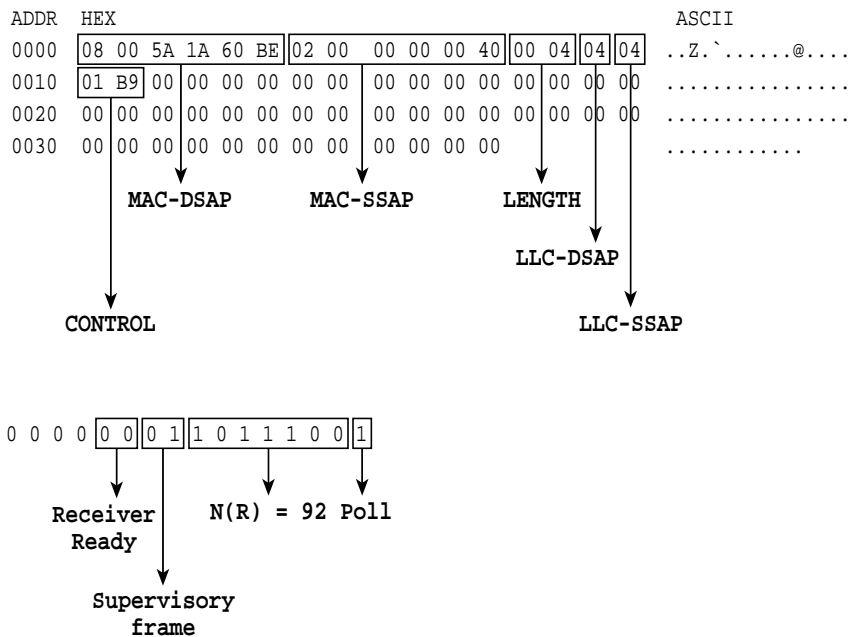 ADDR HEX ASCII
0000 08 00 5A 1A 60 BE 02 00 00 00 00 40 00 04 04 04 ..Z.`......@....
0010 01 B9 00 00 00 00 00 00 00 00 00 00 00 00 00 00 ................
0020 00 00 00 00 00 00 00 00 00 00 00 00 00 00 00 00 ................
0030 00 00 00 00 00 00 00 00 00 00 00 00 ............
MAC-DSAP MAC-SSAP LENGTH
LLC-DSAP
CONTROL LLC-SSAP
0 0 0 0 0 0 0 1 1 0 1 1 1 0 0 1
Receiver N(R) = 92 Poll
Ready
Supervisory
frame